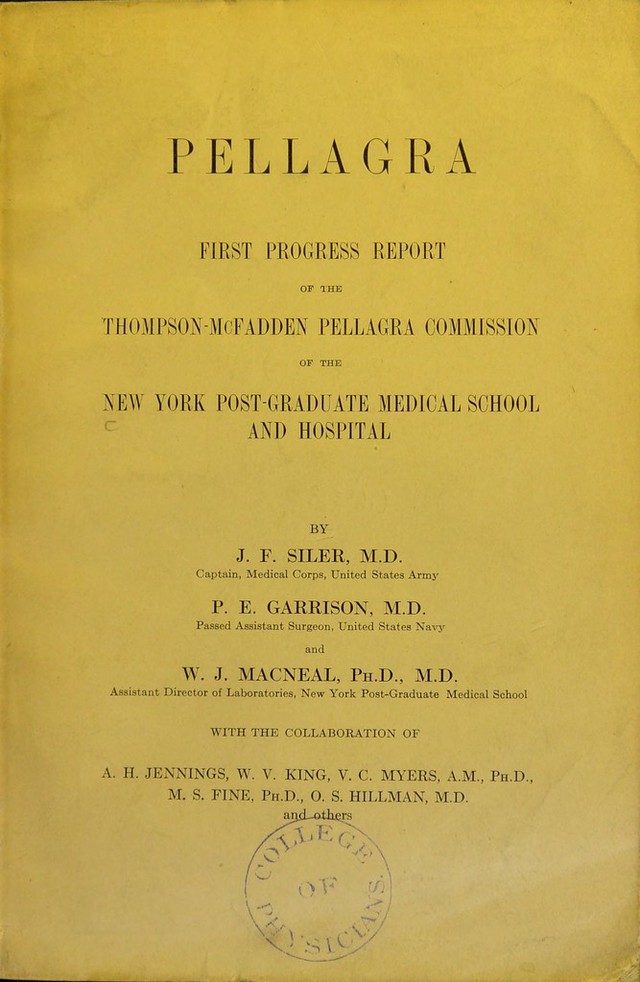 PELLAGRA
FIRST PROGRESS REPORT
OF THE
THOMPSON-McFADDEN PELLAGRA COMMISSION
OF THE
NEW YORK POST-GRADUATE MEDICAL SCHOOL
AND HOSPITAL
BY
J. F. SILER, M.D.
Captain, Medical Corps, United States Army
P. E. GARRISON, M.D.
Passed Assistant Surgeon, United States Navy
and
W. J. MACNEAL, Ph.D., M.D.
Assistant Director of Laboratories, New York Post-Graduate Medical School
WITH THE COLLABORATION OF
A. H. JENNINGS, W. V. KING, V. C. MYERS, A.M., Ph.D.,
M. S. FINE, Ph.D., O. S. HILLMAN, M.D.
and others
COLLEGE
OF
PHYSICIANS.